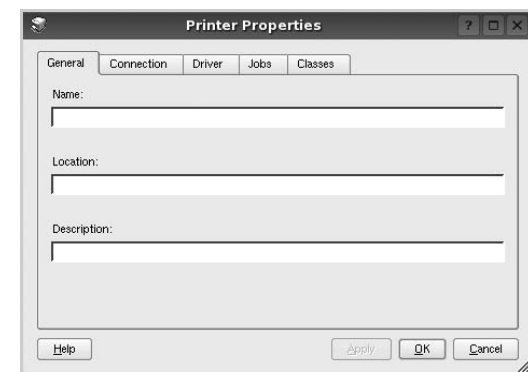 Printer Properties
General Connection Driver Jobs Classes
Name:
Location:
Description:
Help Apply OK Cancel